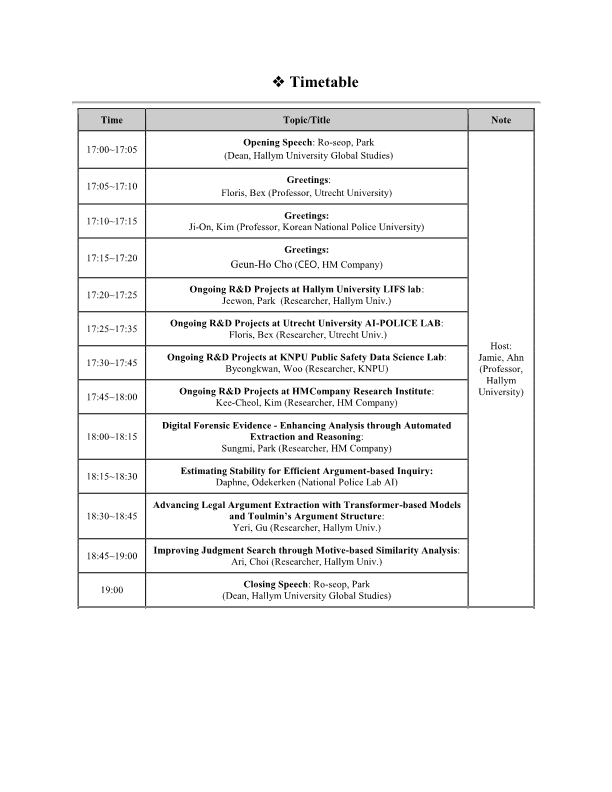 ❖ Timetable
Time
Topic/Title
Note
17:00~17:05
Opening Speech: Ro-seop, Park
(Dean, Hallym University Global Studies)
17:05~17:10
Greetings:
Floris, Bex (Professor, Utrecht University)
17:10~17:15
Greetings:
Ji-On, Kim (Professor, Korean National Police University)
17:15~17:20
Greetings:
Geun-Ho Cho (CEO, HM Company)
17:20~17:25
Ongoing R&D Projects at Hallym University LIFS lab:
Jeewon, Park (Researcher, Hallym Univ.)
17:25~17:35
Ongoing R&D Projects at Utrecht University AI-POLICE LAB:
Floris, Bex (Researcher, Utrecht Univ.)
17:30~17:45
Ongoing R&D Projects at KNPU Public Safety Data Science Lab:
Byeongkwan, Woo (Researcher, KNPU)
17:45~18:00
Ongoing R&D Projects at HMCompany Research Institute:
Kee-Cheol, Kim (Researcher, HM Company)
18:00~18:15
Digital Forensic Evidence - Enhancing Analysis through Automated
Extraction and Reasoning:
Sungmi, Park (Researcher, HM Company)
18:15~18:30
Estimating Stability for Efficient Argument-based Inquiry:
Daphne, Odekerken (National Police Lab AI)
18:30~18:45
Advancing Legal Argument Extraction with Transformer-based Models
and Toulmin's Argument Structure:
Yeri, Gu (Researcher, Hallym Univ.)
18:45~19:00
Improving Judgment Search through Motive-based Similarity Analysis:
Ari, Choi (Researcher, Hallym Univ.)
19:00
Closing Speech: Ro-seop, Park
(Dean, Hallym University Global Studies)
Host:
Jamie, Ahn
(Professor,
Hallym
University)